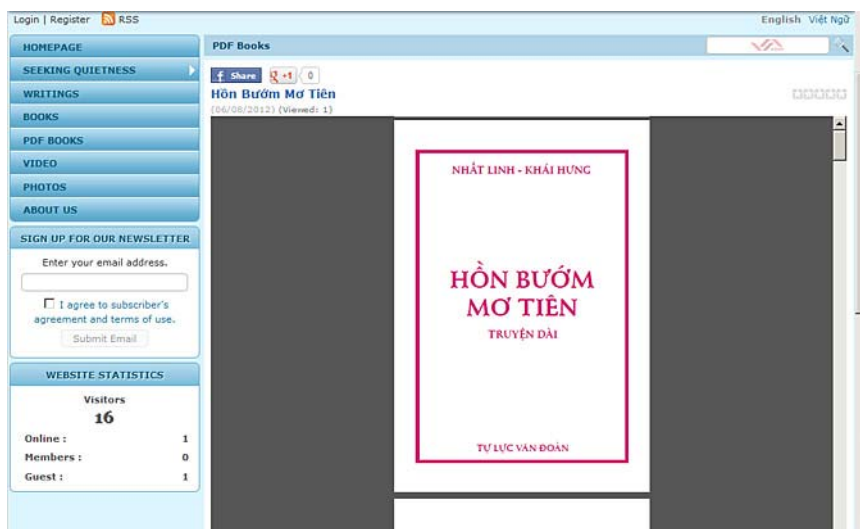 Login | Register RSS
English Việt Ngữ
HOMEPAGE
SEEKING QUIETNESS
WRITINGS
BOOKS
PDF BOOKS
VIDEO
PHOTOS
ABOUT US
SIGN UP FOR OUR NEWSLETTER
Enter your email address.
I agree to subscriber's
agreement and terms of use.
Submit Email
WEBSITE STATISTICS
Visitors
16
Online : 1
Members : 0
Guest : 1
PDF Books
f Share +1 0
Hồn Bướm Mơ Tiên
(06/08/2012) (Viewed: 1)
NHẤT LINH - KHÁI HƯNG
HỒN BƯỚM
MƠ TIÊN
TRUYỆN DÀI
TỰ LỰC VĂN ĐOÀN